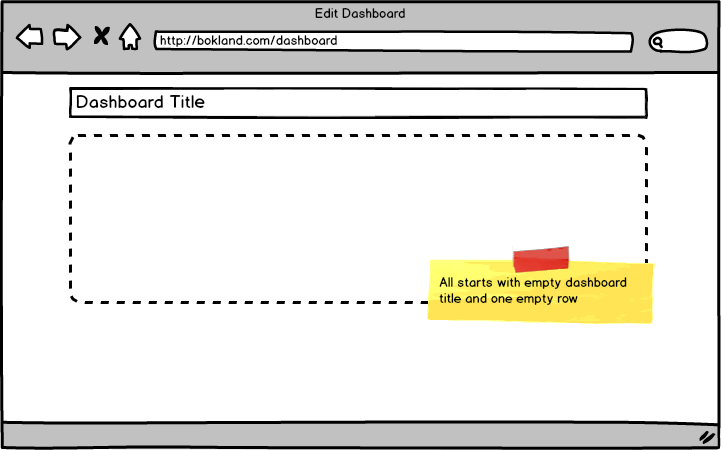 Edit Dashboard
http://bokland.com/dashboard
Dashboard Title
All starts with empty dashboard
title and one empty row